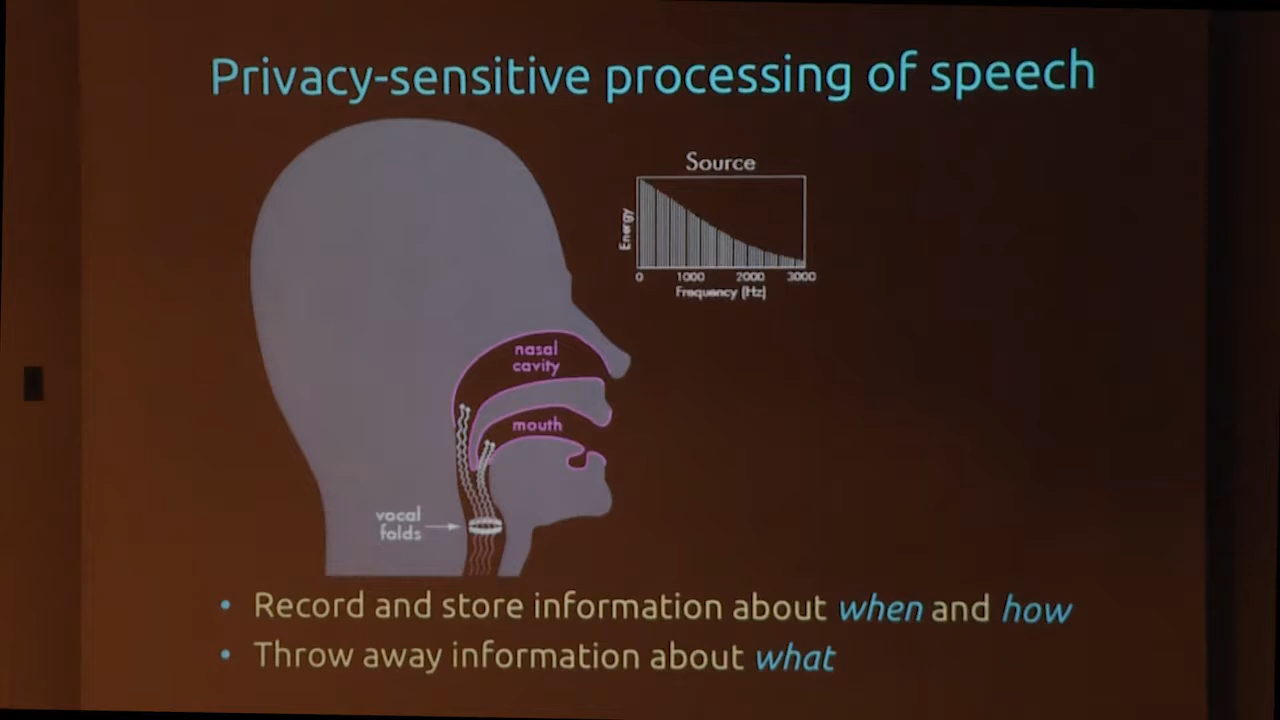 Privacy-sensitive processing of speech
Source
Energy
0 1000 2000 3000
Frequency (Hz)
nasal
cavity
mouth
vocal
folds
• Record and store information about when and how
• Throw away information about what